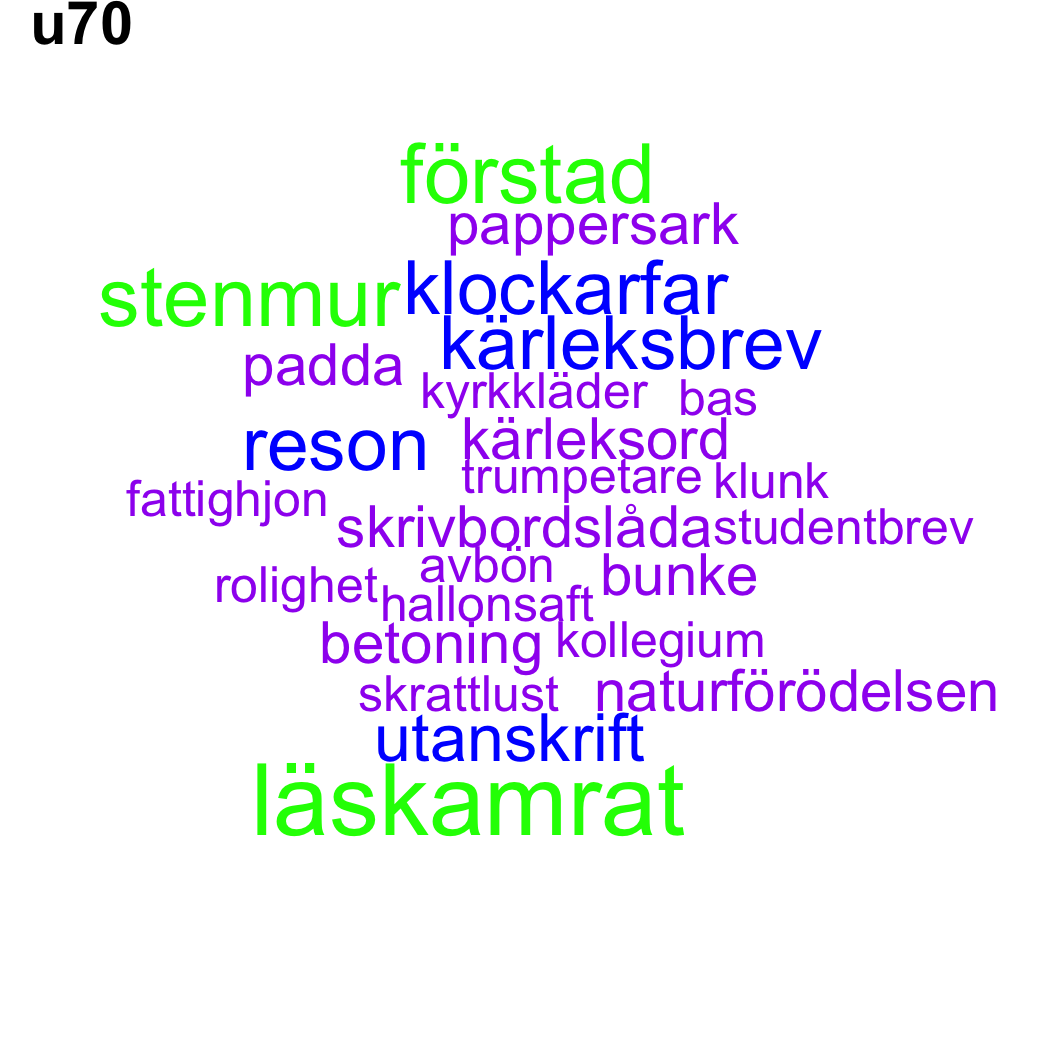 u70
förstad
pappersark
stenmur klockarfar
kärleksbrev
padda
kyrkkläder bas
reson kärleksord
trumpetare klunk
fattighjon
skrivbordslåda studentbrev
avbön
rolighet bunke
hallonsaft
betoning kollegium
skrattlust naturförödelsen
utanskrift
läskamrat